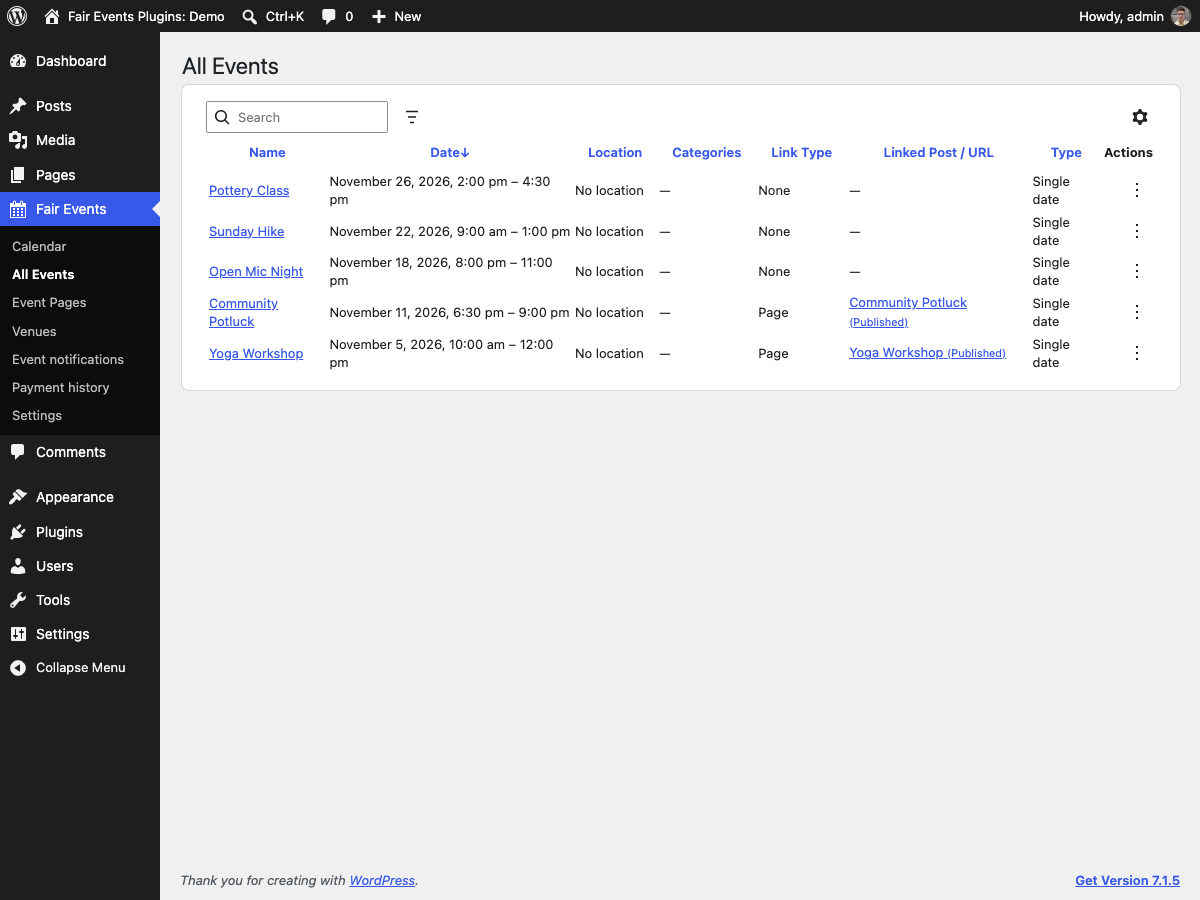 Fair Events Plugins: Demo Ctrl+K 0 New Howdy, admin
Dashboard
Posts
Media
Pages
Fair Events
Calendar
All Events
Event Pages
Venues
Event notifications
Payment history
Settings
Comments
Appearance
Plugins
Users
Tools
Settings
Collapse Menu
All Events
Search
Name Date↓ Location Categories Link Type Linked Post / URL Type Actions
Pottery Class November 26, 2026, 2:00 pm – 4:30 pm No location — None — Single date
Sunday Hike November 22, 2026, 9:00 am – 1:00 pm No location — None — Single date
Open Mic Night November 18, 2026, 8:00 pm – 11:00 pm No location — None — Single date
Community Potluck November 11, 2026, 6:30 pm – 9:00 pm No location — Page Community Potluck (Published) Single date
Yoga Workshop November 5, 2026, 10:00 am – 12:00 pm No location — Page Yoga Workshop (Published) Single date
Thank you for creating with WordPress. Get Version 7.1.5